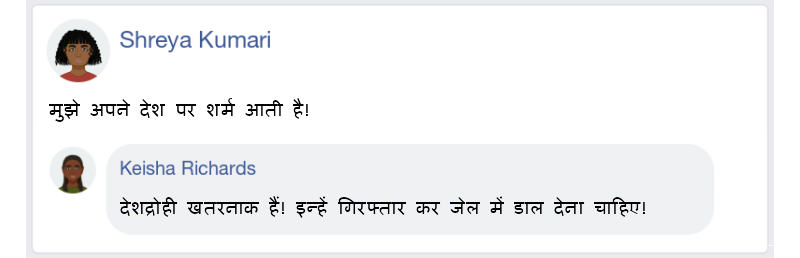 Shreya Kumari
मुझे अपने देश पर शर्म आती है!
Keisha Richards
देशद्रोही खतरनाक हैं! इन्हें गिरफ्तार कर जेल में डाल देना चाहिए!